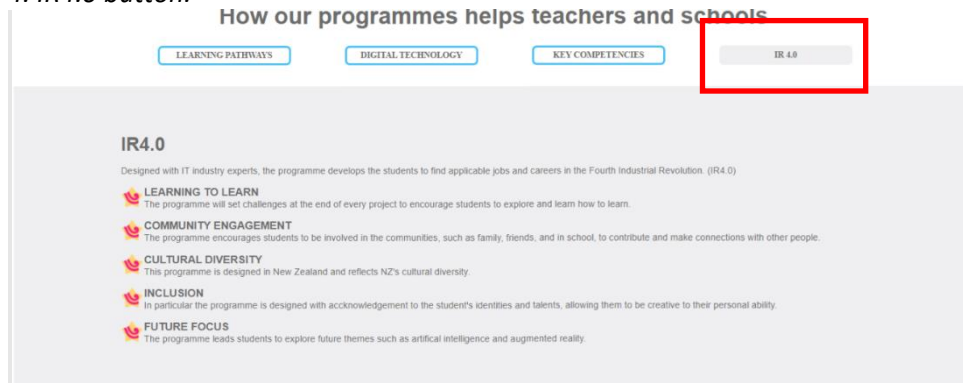 How our programmes helps teachers and schools
LEARNING PATHWAYS DIGITAL TECHNOLOGY KEY COMPETENCIES IR 4.0
IR4.0
Designed with IT industry experts, the programme develops the students to find applicable jobs and careers in the Fourth Industrial Revolution. (IR4.0)
LEARNING TO LEARN
The programme will set challenges at the end of every project to encourage students to explore and learn how to learn.
COMMUNITY ENGAGEMENT
The programme encourages students to be involved in the communities, such as family, friends, and in school, to contribute and make connections with other people.
CULTURAL DIVERSITY
This programme is designed in New Zealand and reflects NZ's cultural diversity.
INCLUSION
In particular the programme is designed with accknowledgement to the student's identities and talents, allowing them to be creative to their personal ability.
FUTURE FOCUS
The programme leads students to explore future themes such as artifical intelligence and augmented reality.